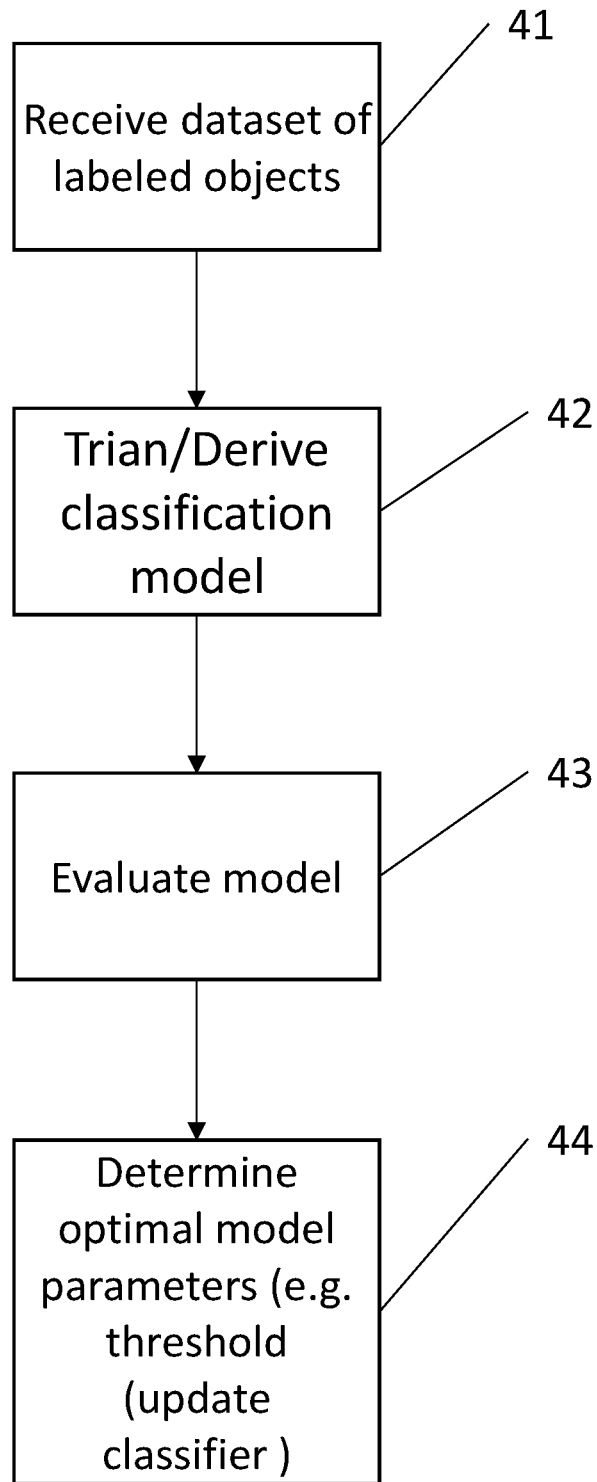 41
Receive dataset of
labeled objects
42
Trian/Derive
classification
model
43
Evaluate model
44
Determine
optimal model
parameters (e.g.
threshold
(update
classifier )